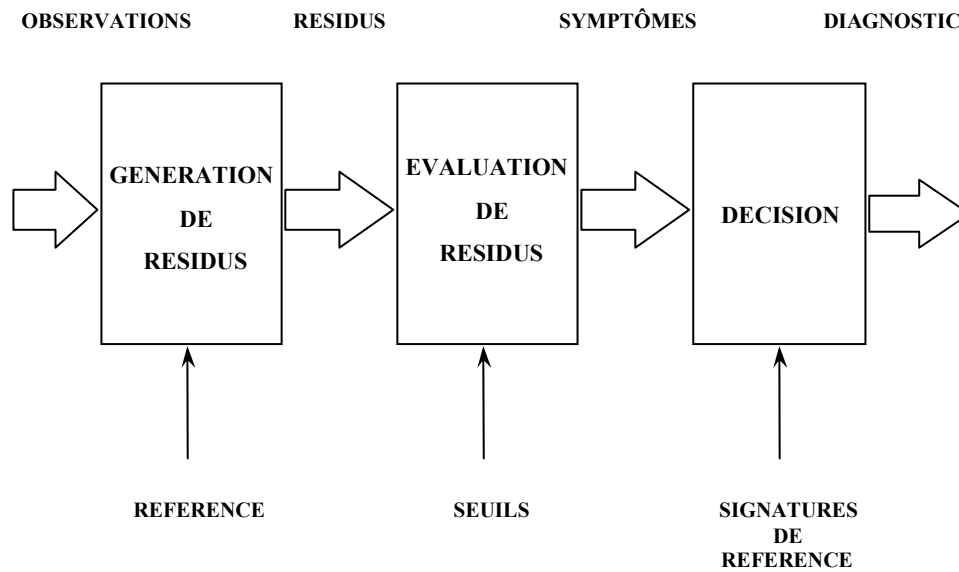 OBSERVATIONS RESIDUS SYMPTÔMES DIAGNOSTIC
GENERATION
DE
RESIDUS
EVALUATION
DE
RESIDUS
DECISION
REFERENCE
SEUILS
SIGNATURES
DE
REFERENCE